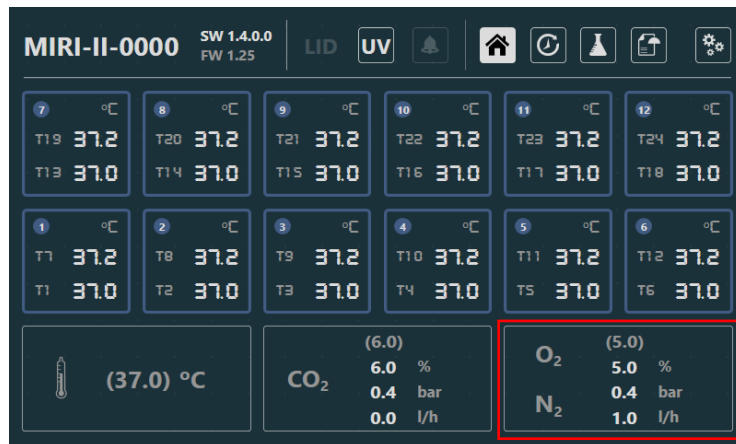 MIRI-II-0000 SW 1.4.0.0 LID UV
FW 1.25
7 °C 8 °C 9 °C 10 °C 11 °C 12 °C
T19 37.2 T20 37.2 T21 37.2 T22 37.2 T23 37.2 T24 37.2
T13 37.0 T14 37.0 T15 37.0 T16 37.0 T17 37.0 T18 37.0
1 °C 2 °C 3 °C 4 °C 5 °C 6 °C
T7 37.2 T8 37.2 T9 37.2 T10 37.2 T11 37.2 T12 37.2
T1 37.0 T2 37.0 T3 37.0 T4 37.0 T5 37.0 T6 37.0
(37.0) °C
CO₂
(6.0)
6.0 %
0.4 bar
0.0 l/h
O₂
N₂
(5.0)
5.0 %
0.4 bar
1.0 l/h